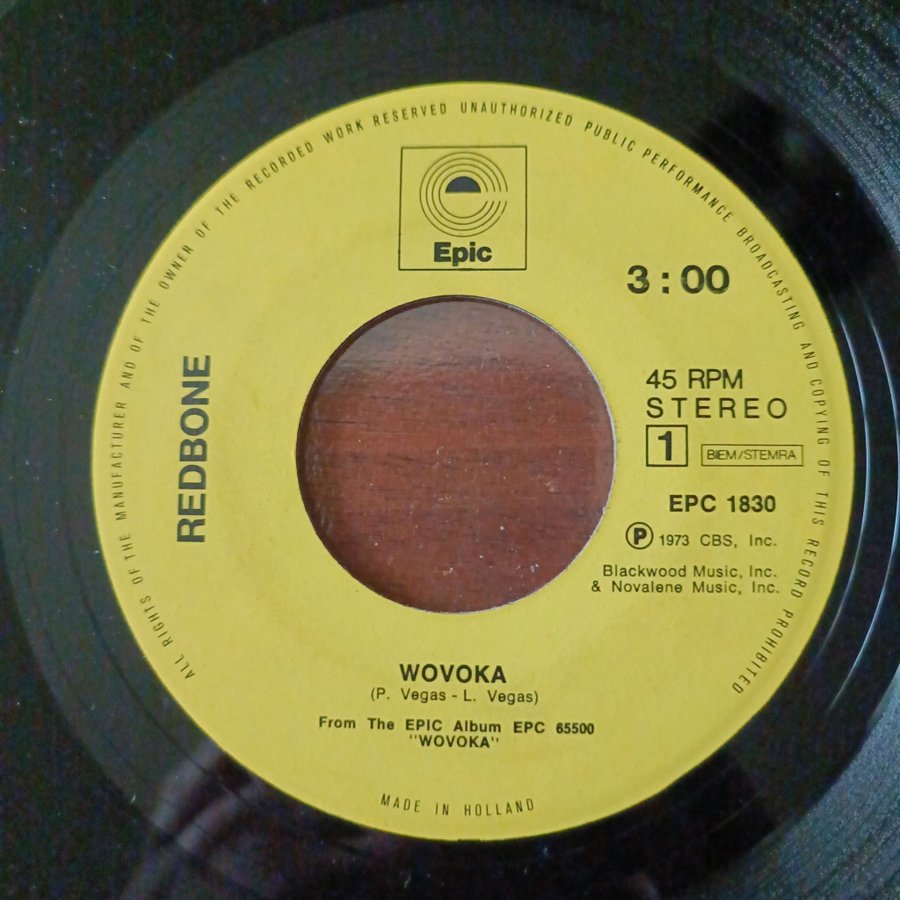 ALL RIGHTS OF THE MANUFACTURER AND OF THE OWNER OF THE RECORDED WORK RESERVED UNAUTHORIZED PUBLIC PERFORMANCE BROADCASTING AND COPYING OF THIS RECORD PROHIBITED
Epic
3 : 00
REDBONE
45 RPM
STEREO
1 BIEM/STEMRA
EPC 1830
Ⓟ 1973 CBS, Inc.
Blackwood Music, Inc.
& Novalene Music, Inc.
WOVOKA
(P. Vegas - L. Vegas)
From The EPIC Album EPC 65500
"WOVOKA"
MADE IN HOLLAND